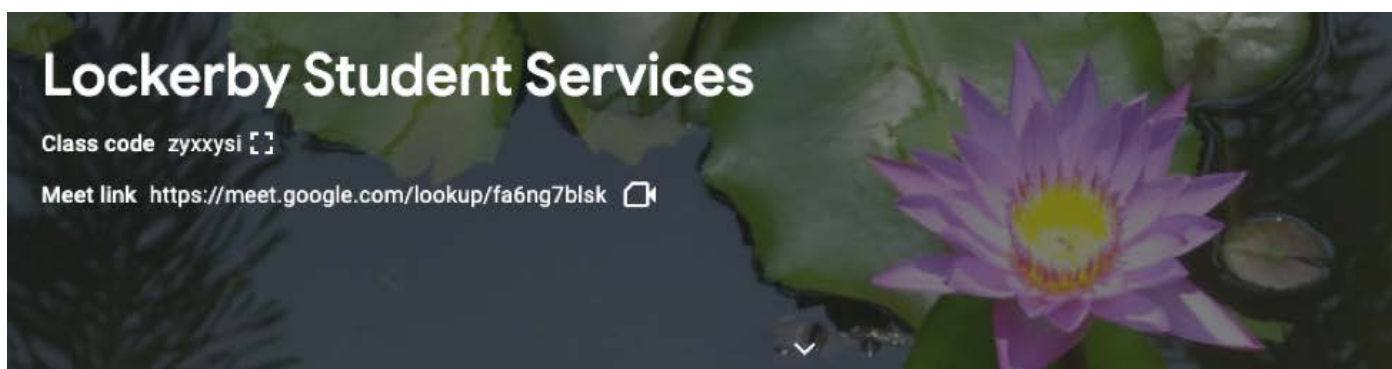 Lockerby Student Services
Class code zyxxysi
Meet link https://meet.google.com/lookup/fa6ng7blsk